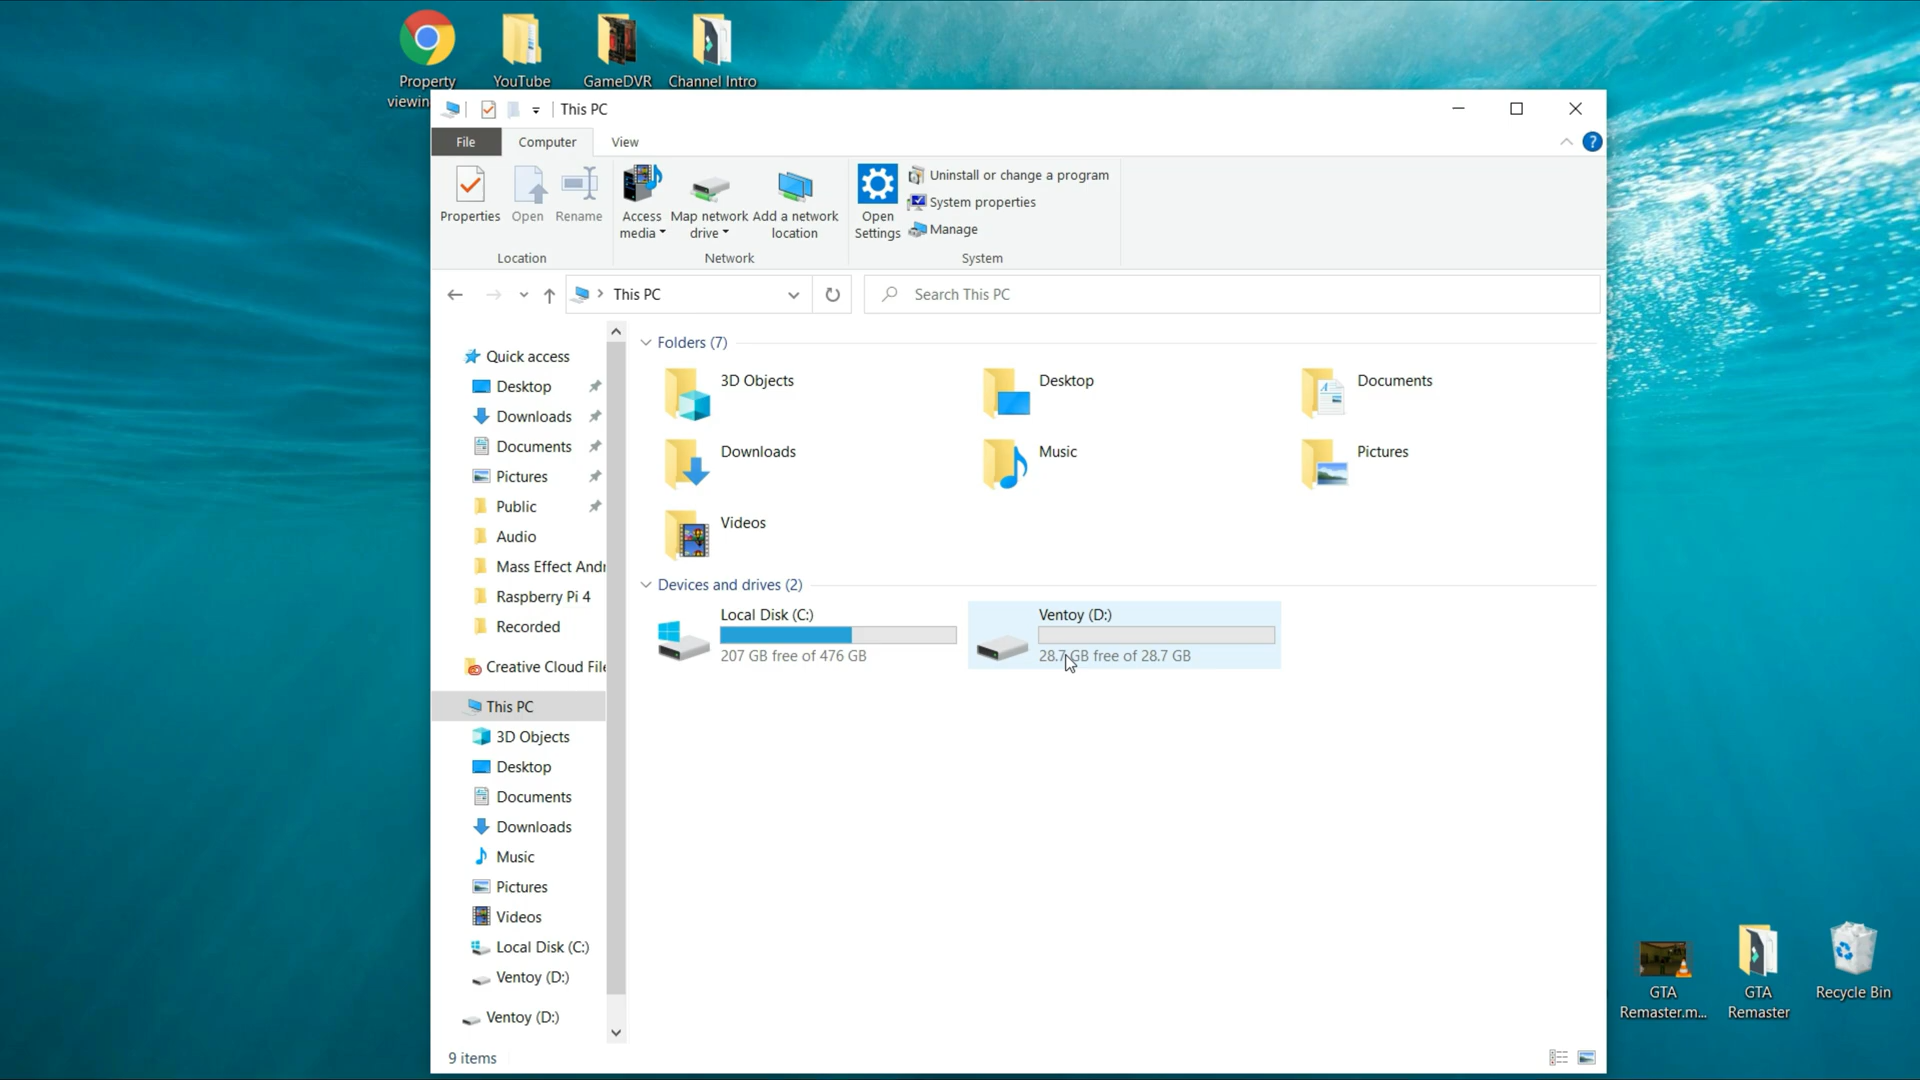 Property
viewin
YouTube
GameDVR
Channel Intro
This PC
File
Computer
View
?
Properties
Open
Rename
Access
media
Map network
drive
Add a network
location
Open
Settings
Uninstall or change a program
System properties
Manage
Location
Network
System
This PC
Search This PC
Quick access
Desktop
Downloads
Documents
Pictures
Public
Audio
Mass Effect Andr
Raspberry Pi 4
Recorded
Creative Cloud File
This PC
3D Objects
Desktop
Documents
Downloads
Music
Pictures
Videos
Local Disk (C:)
Ventoy (D:)
Ventoy (D:)
Folders (7)
3D Objects
Desktop
Documents
Downloads
Music
Pictures
Videos
Devices and drives (2)
Local Disk (C:)
207 GB free of 476 GB
Ventoy (D:)
28.7 GB free of 28.7 GB
9 items
GTA
Remaster.m...
GTA
Remaster
Recycle Bin